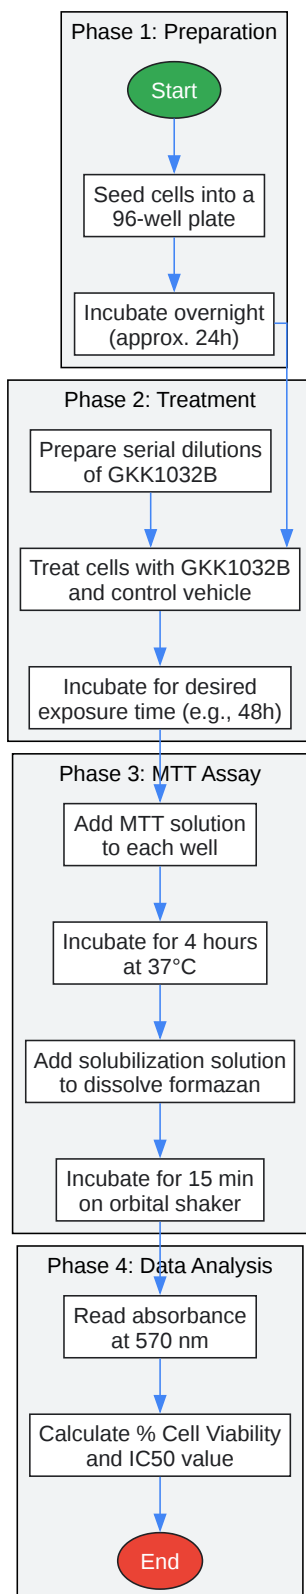 Phase 1: Preparation
Start
Seed cells into a
96-well plate
Incubate overnight
(approx. 24h)
Phase 2: Treatment
Prepare serial dilutions
of GKK1032B
Treat cells with GKK1032B
and control vehicle
Incubate for desired
exposure time (e.g., 48h)
Phase 3: MTT Assay
Add MTT solution
to each well
Incubate for 4 hours
at 37°C
Add solubilization solution
to dissolve formazan
Incubate for 15 min
on orbital shaker
Phase 4: Data Analysis
Read absorbance
at 570 nm
Calculate % Cell Viability
and IC50 value
End